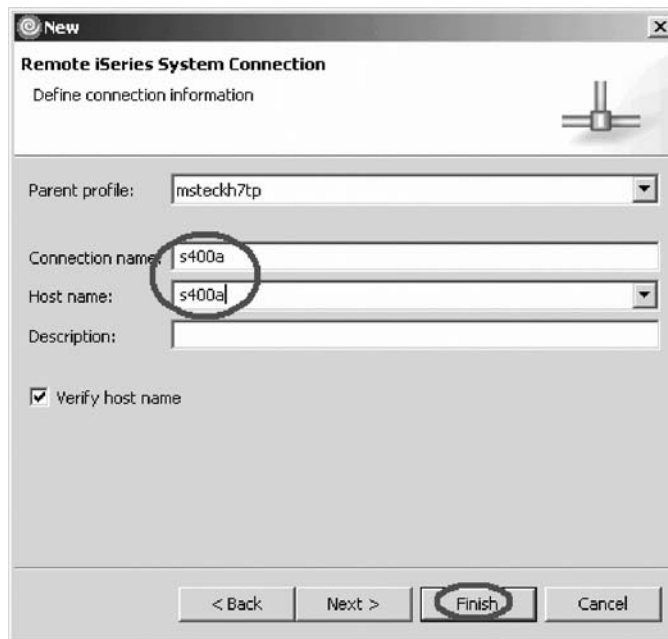 New
Remote iSeries System Connection
Define connection information
Parent profile: msteckh7tp
Connection name: s400a
Host name: s400a
Description:
Verify host name
< Back Next > Finish Cancel